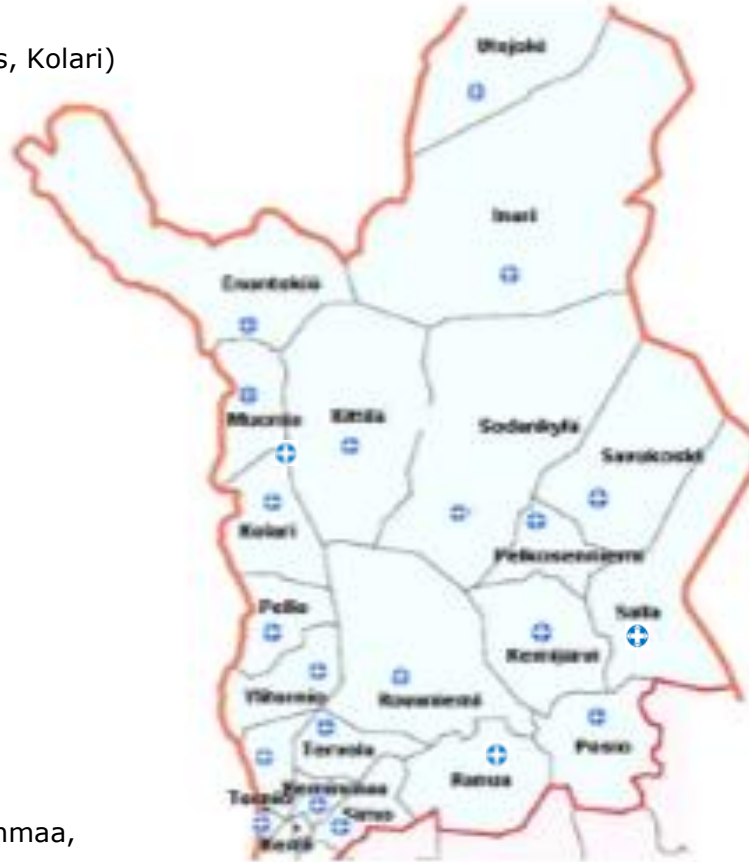 s, Kolari)
Utsjoki
Inari
Enontekiö
Muonio
Kittilä
Sodankylä
Savukoski
Kolari
Pelkosenniemi
Pello
Salla
Kemijärvi
Ylitornio
Rovaniemi
Posio
Tervola
Ranua
Keminmaa
Tornio
Simo
Kemi
nmaa,